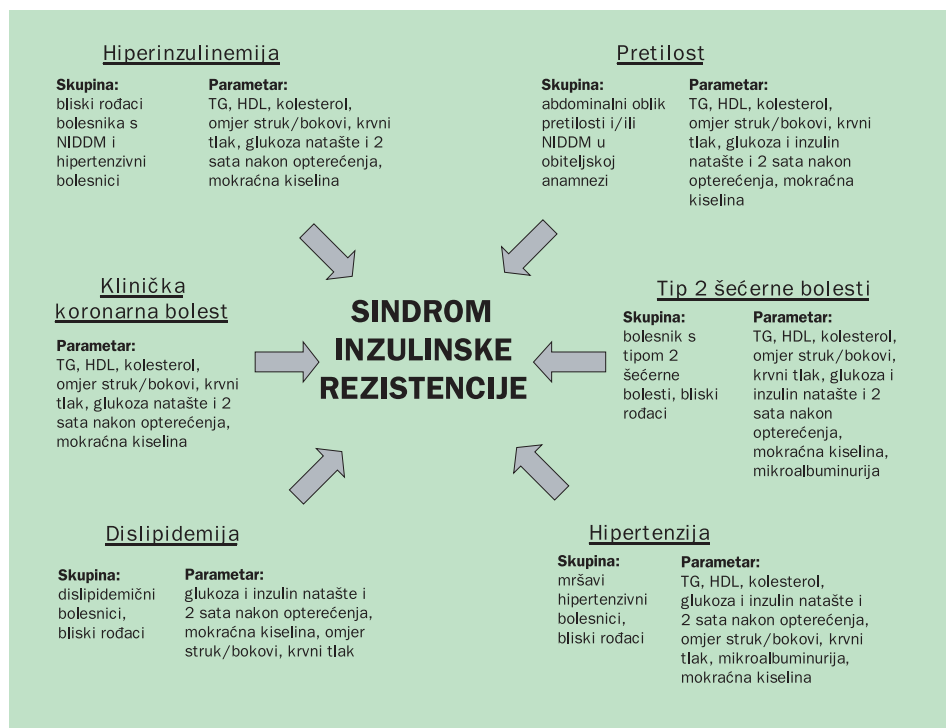 Hiperinzulinemija
Skupina:
bliski rođaci
bolesnika s
NIDDM i
hipertenzivni
bolesnici
Parametar:
TG, HDL, kolesterol,
omjer struk/bokovi, krvni
tlak, glukoza natašte i 2
sata nakon opterećenja,
mokraćna kiselina
Pretilost
Skupina:
abdominalni oblik
pretilosti i/ili
NIDDM u
obiteljskoj
anamnezi
Parametar:
TG, HDL, kolesterol,
omjer struk/bokovi, krvni
tlak, glukoza i inzulin
natašte i 2 sata nakon
opterećenja, mokraćna
kiselina
Klinička
koronarna bolest
Parametar:
TG, HDL, kolesterol,
omjer struk/bokovi, krvni
tlak, glukoza natašte i 2
sata nakon opterećenja,
mokraćna kiselina
SINDROM
INZULINSKE
REZISTENCIJE
Tip 2 šećerne bolesti
Skupina:
bolesnik s
tipom 2
šećerne
bolesti, bliski
rođaci
Parametar:
TG, HDL, kolesterol,
omjer struk/bokovi,
krvni tlak, glukoza i
inzulin natašte i 2
sata nakon
opterećenja,
mokraćna kiselina,
mikroalbuminurija
Dislipidemija
Skupina:
dislipidemični
bolesnici,
bliski rođaci
Parametar:
glukoza i inzulin natašte i
2 sata nakon opterećenja,
mokraćna kiselina, omjer
struk/bokovi, krvni tlak
Hipertenzija
Skupina:
mršavi
hipertenzivni
bolesnici,
bliski rođaci
Parametar:
TG, HDL, kolesterol,
glukoza i inzulin natašte i
2 sata nakon opterećenja,
omjer struk/bokovi, krvni
tlak, mikroalbuminurija,
mokraćna kiselina